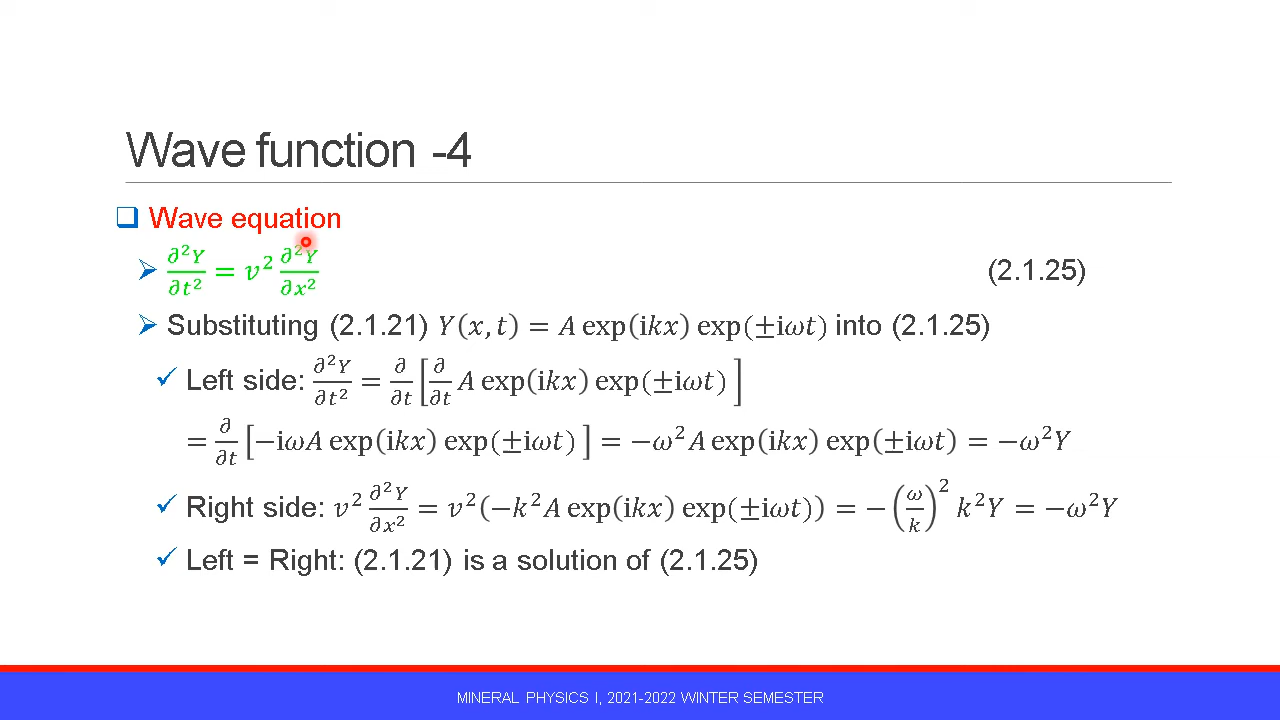 Wave function -4
❑ Wave equation
➢ ∂²Y/∂t² = v² ∂²Y/∂x² (2.1.25)
➢ Substituting (2.1.21) Y(x, t) = A exp(ikx) exp(±iωt) into (2.1.25)
✓ Left side: ∂²Y/∂t² = ∂/∂t [∂/∂t A exp(ikx) exp(±iωt)]
= ∂/∂t [−iωA exp(ikx) exp(±iωt)] = −ω²A exp(ikx) exp(±iωt) = −ω²Y
✓ Right side: v² ∂²Y/∂x² = v²(−k²A exp(ikx) exp(±iωt)) = −(ω/k)² k²Y = −ω²Y
✓ Left = Right: (2.1.21) is a solution of (2.1.25)
MINERAL PHYSICS I, 2021-2022 WINTER SEMESTER